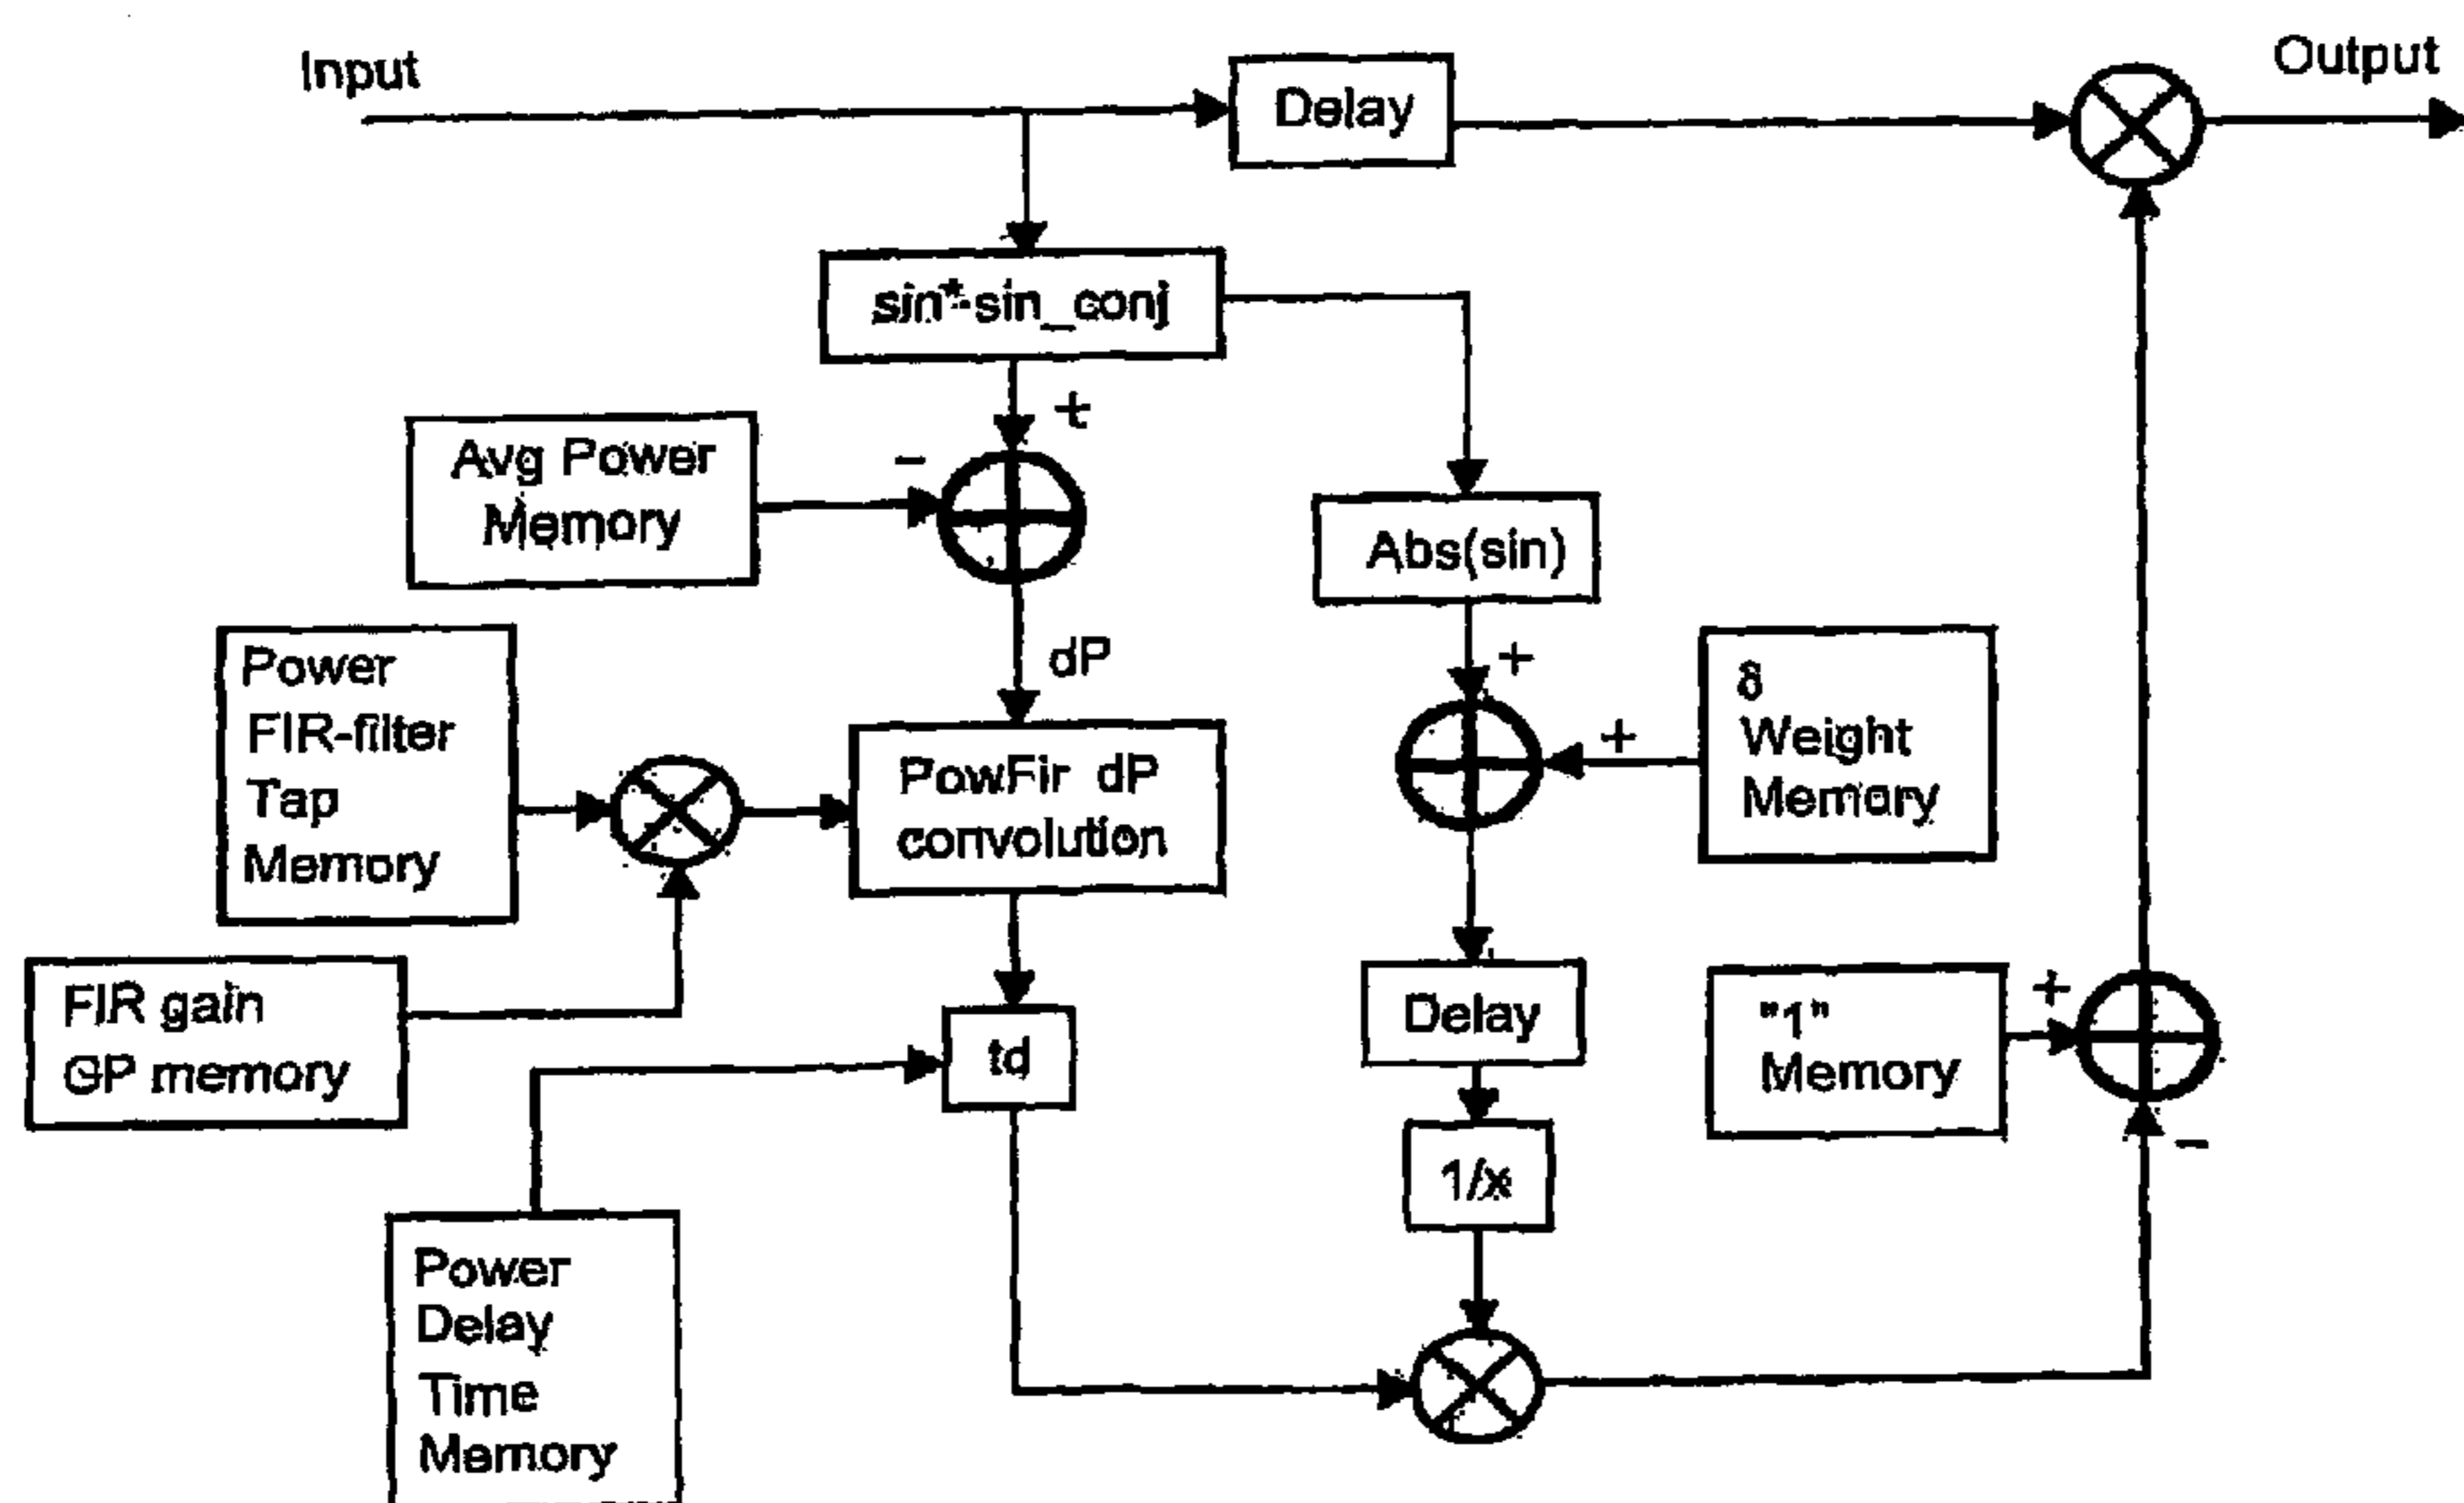 Input
Output
Delay
sin*sin_conj
+
Avg Power
Memory
-
Abs(sin)
dP
+
Power
FIR-filter
Tap
Memory
δ
Weight
Memory
+
PowFir dP
convolution
FIR gain
GP memory
td
Delay
"1"
Memory
+
-
1/x
Power
Delay
Time
Memory